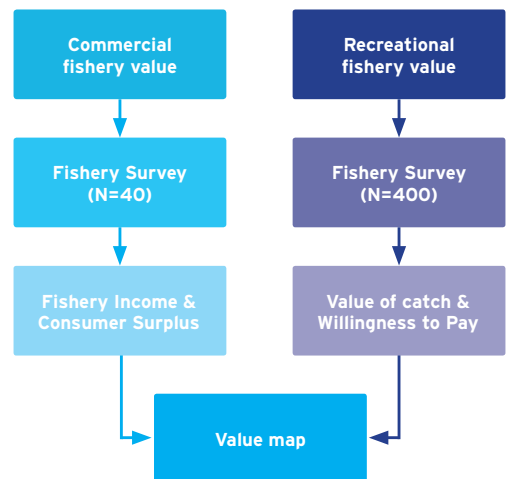 Commercial
fishery value
Recreational
fishery value
Fishery Survey
(N=40)
Fishery Survey
(N=400)
Fishery Income &
Consumer Surplus
Value of catch &
Willingness to Pay
Value map